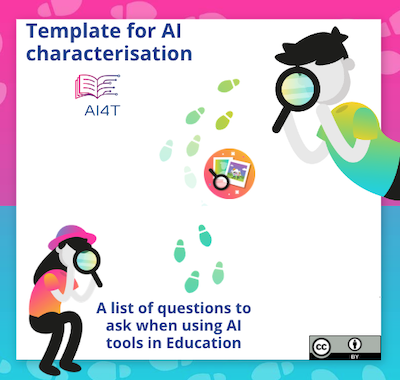 Template for AI
characterisation
AI4T
A list of questions to
ask when using AI
tools in Education
cc
BY